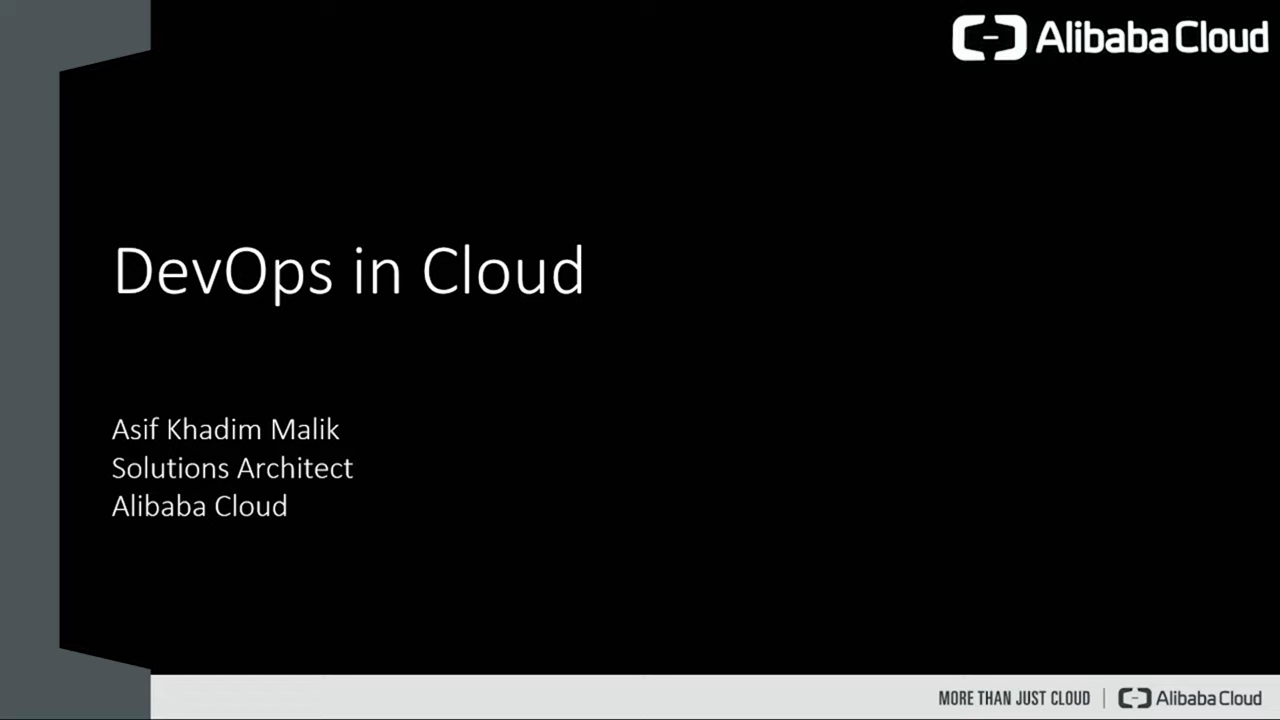 Alibaba Cloud
DevOps in Cloud
Asif Khadim Malik
Solutions Architect
Alibaba Cloud
MORE THAN JUST CLOUD | Alibaba Cloud